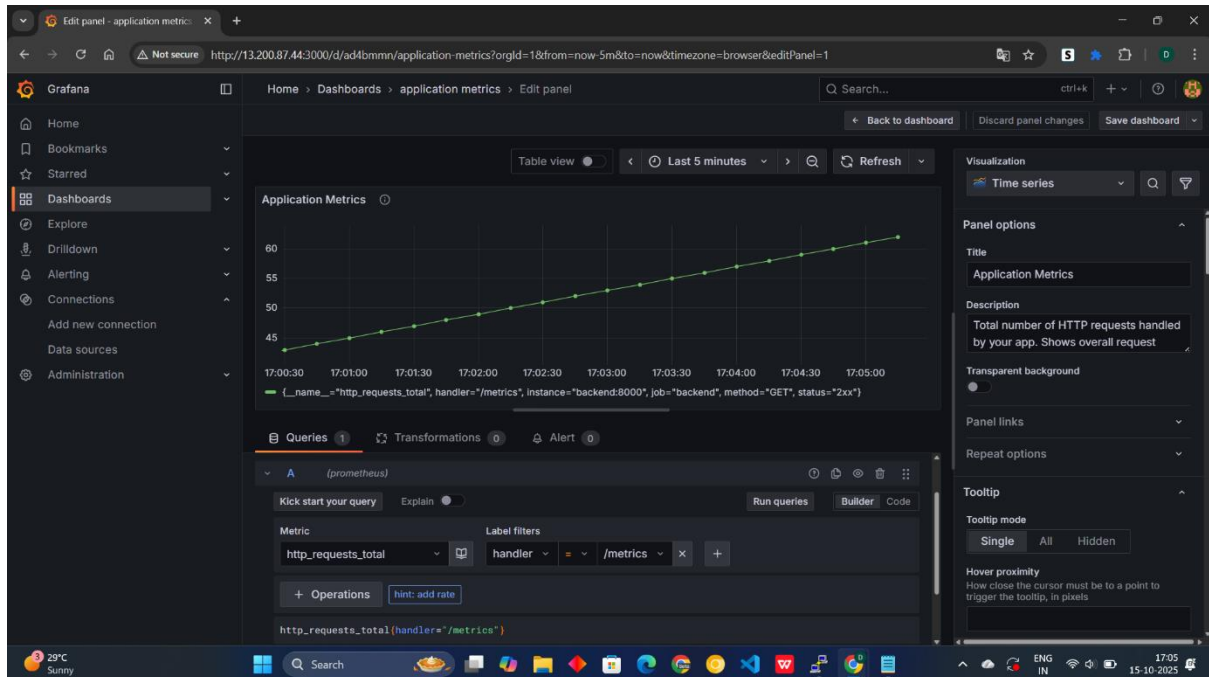 Edit panel - application metrics
Not secure http://13.200.87.44:3000/d/ad4bmmn/application-metrics?orgId=1&from=now-5m&to=now&timezone=browser&editPanel=1
S
D
Grafana
Home › Dashboards › application metrics › Edit panel
Search... ctrl+k
Back to dashboard Discard panel changes Save dashboard
Home
Bookmarks
Starred
Dashboards
Explore
Drilldown
Alerting
Connections
Add new connection
Data sources
Administration
Table view Last 5 minutes Refresh
Application Metrics
60
55
50
45
17:00:30 17:01:00 17:01:30 17:02:00 17:02:30 17:03:00 17:03:30 17:04:00 17:04:30 17:05:00
{__name__="http_requests_total", handler="/metrics", instance="backend:8000", job="backend", method="GET", status="2xx"}
Queries 1 Transformations 0 Alert 0
A (prometheus)
Kick start your query Explain Run queries Builder Code
Metric Label filters
http_requests_total handler = /metrics
+ Operations hint: add rate
http_requests_total{handler="/metrics"}
Visualization
Time series
Panel options
Title
Application Metrics
Description
Total number of HTTP requests handled
by your app. Shows overall request
Transparent background
Panel links
Repeat options
Tooltip
Tooltip mode
Single All Hidden
Hover proximity
How close the cursor must be to a point to
trigger the tooltip, in pixels
3
29°C
Sunny
Search
W
ENG
IN
17:05
15-10-2025